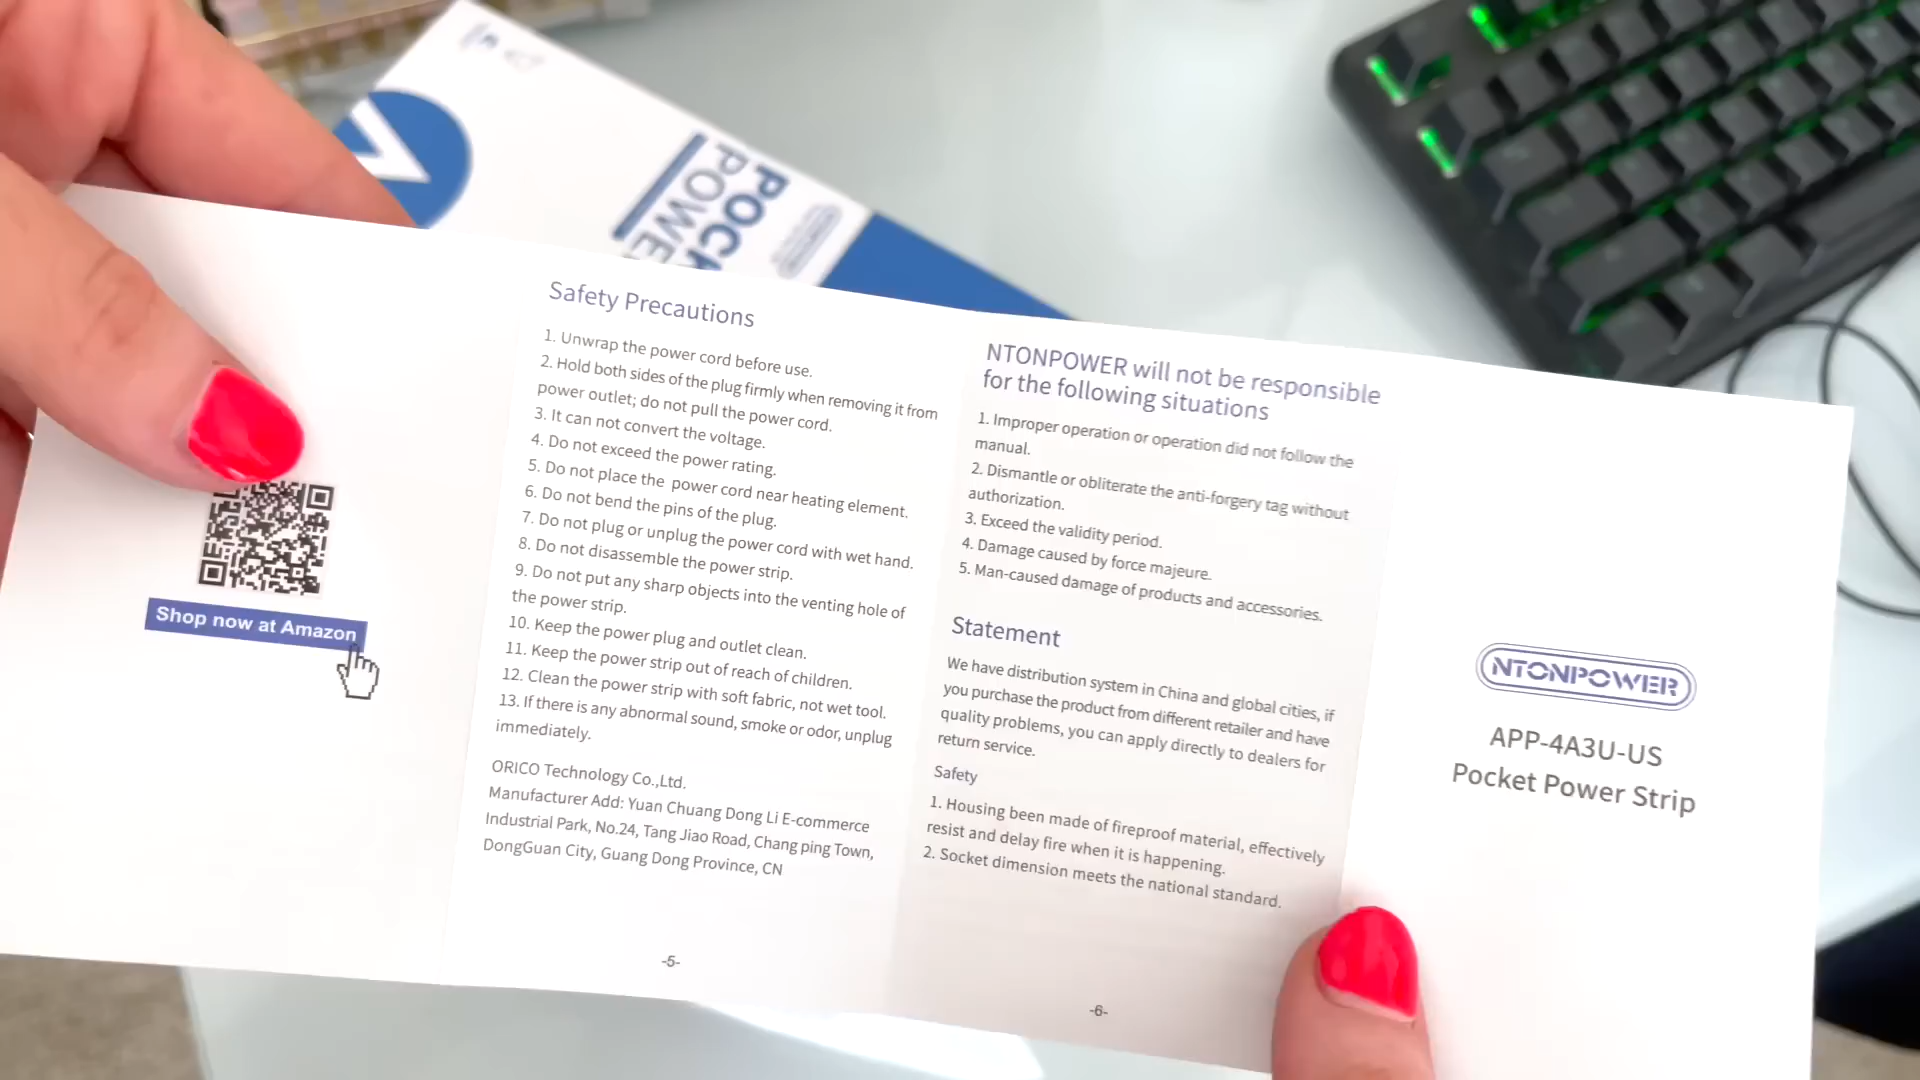 POCK
POWE
Shop now at Amazon
Safety Precautions
1. Unwrap the power cord before use.
2. Hold both sides of the plug firmly when removing it from
power outlet; do not pull the power cord.
3. It can not convert the voltage.
4. Do not exceed the power rating.
5. Do not place the power cord near heating element.
6. Do not bend the pins of the plug.
7. Do not plug or unplug the power cord with wet hand.
8. Do not disassemble the power strip.
9. Do not put any sharp objects into the venting hole of
the power strip.
10. Keep the power plug and outlet clean.
11. Keep the power strip out of reach of children.
12. Clean the power strip with soft fabric, not wet tool.
13. If there is any abnormal sound, smoke or odor, unplug
immediately.
ORICO Technology Co.,Ltd.
Manufacturer Add: Yuan Chuang Dong Li E-commerce
Industrial Park, No.24, Tang Jiao Road, Chang ping Town,
DongGuan City, Guang Dong Province, CN
-5-
NTONPOWER will not be responsible
for the following situations
1. Improper operation or operation did not follow the
manual.
2. Dismantle or obliterate the anti-forgery tag without
authorization.
3. Exceed the validity period.
4. Damage caused by force majeure.
5. Man-caused damage of products and accessories.
Statement
We have distribution system in China and global cities, if
you purchase the product from different retailer and have
quality problems, you can apply directly to dealers for
return service.
Safety
1. Housing been made of fireproof material, effectively
resist and delay fire when it is happening.
2. Socket dimension meets the national standard.
-6-
NTONPOWER
APP-4A3U-US
Pocket Power Strip